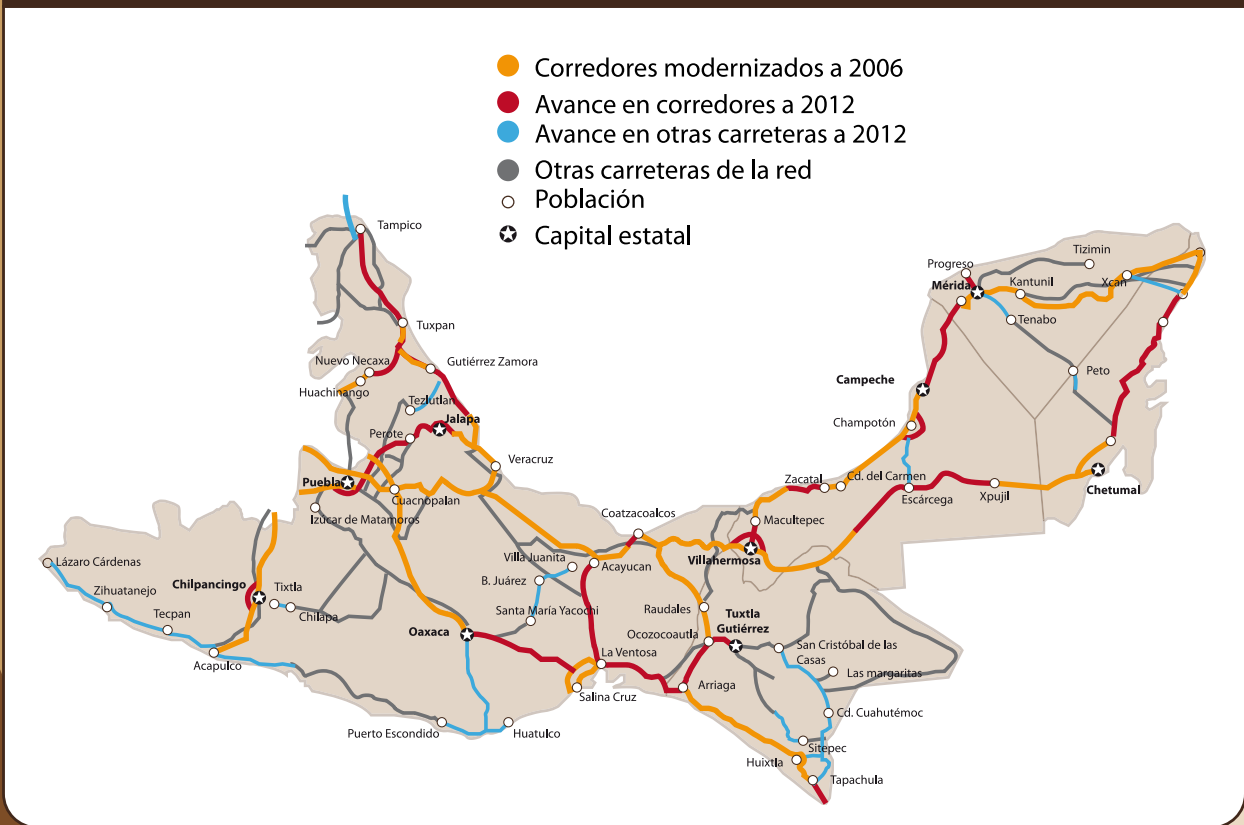 Corredores modernizados a 2006
Avance en corredores a 2012
Avance en otras carreteras a 2012
Otras carreteras de la red
Población
Capital estatal
Tampico
Tuxpan
Nuevo Necaxa
Gutiérrez Zamora
Huachinango
Tezlutlan
Jalapa
Perote
Veracruz
Puebla
Cuacnopalan
Izúcar de Matamoros
Lázaro Cárdenas
Zihuatanejo
Tecpan
Chilpancingo
Tixtla
Chilapa
Acapulco
Oaxaca
Puerto Escondido
Huatulco
Villa Juanita
B. Juárez
Santa María Yacochi
Coatzacoalcos
Acayucan
La Ventosa
Salina Cruz
Raudales
Ocozocoautla
Tuxtla
Gutiérrez
Arriaga
San Cristóbal de las
Casas
Las margaritas
Cd. Cuahutémoc
Sitepec
Huixtla
Tapachula
Villahermosa
Macultepec
Zacatal
Cd. del Carmen
Escárcega
Xpujil
Chetumal
Champotón
Campeche
Progreso
Mérida
Kantunil
Tizimin
Xcan
Tenabo
Peto